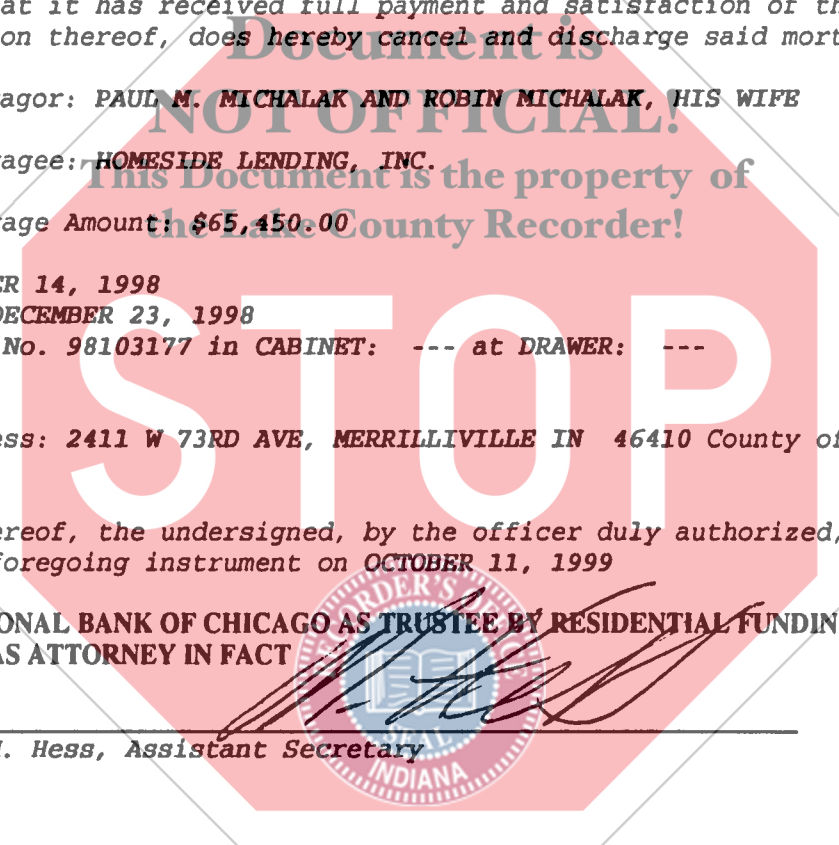 at it has received full payment and satisfaction of th
on thereof, does hereby cancel and discharge said mort
Document is
agor: PAUL M. MICHALAK AND ROBIN MICHALAK, HIS WIFE
NOT OFFICIAL!
agee: HOMESIDE LENDING, INC.
This Document is the property of
age Amount: $65,450.00
the Lake County Recorder!
ER 14, 1998
DECEMBER 23, 1998
No. 98103177 in CABINET: --- at DRAWER: ---
STOP
ess: 2411 W 73RD AVE, MERRILLIVILLE IN 46410 County of
ereof, the undersigned, by the officer duly authorized,
foregoing instrument on OCTOBER 11, 1999
ONAL BANK OF CHICAGO AS TRUSTEE BY RESIDENTIAL FUNDIN
AS ATTORNEY IN FACT
SEAL
INDIANA
. Hess, Assistant Secretary